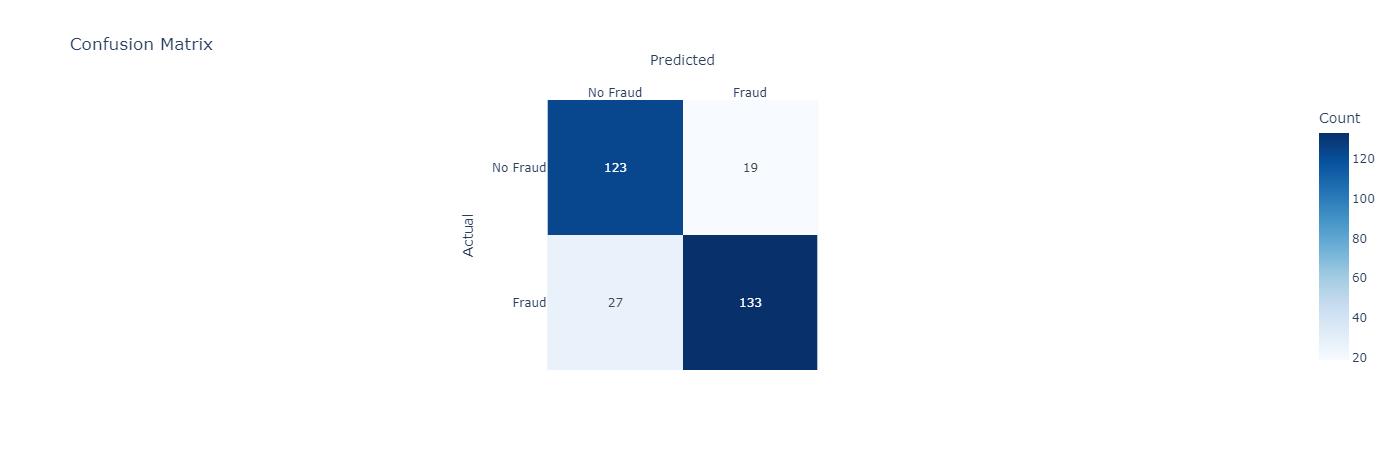 Confusion Matrix
Predicted
No Fraud Fraud
Count
No Fraud 123 19
Actual
Fraud 27 133
120
100
80
60
40
20